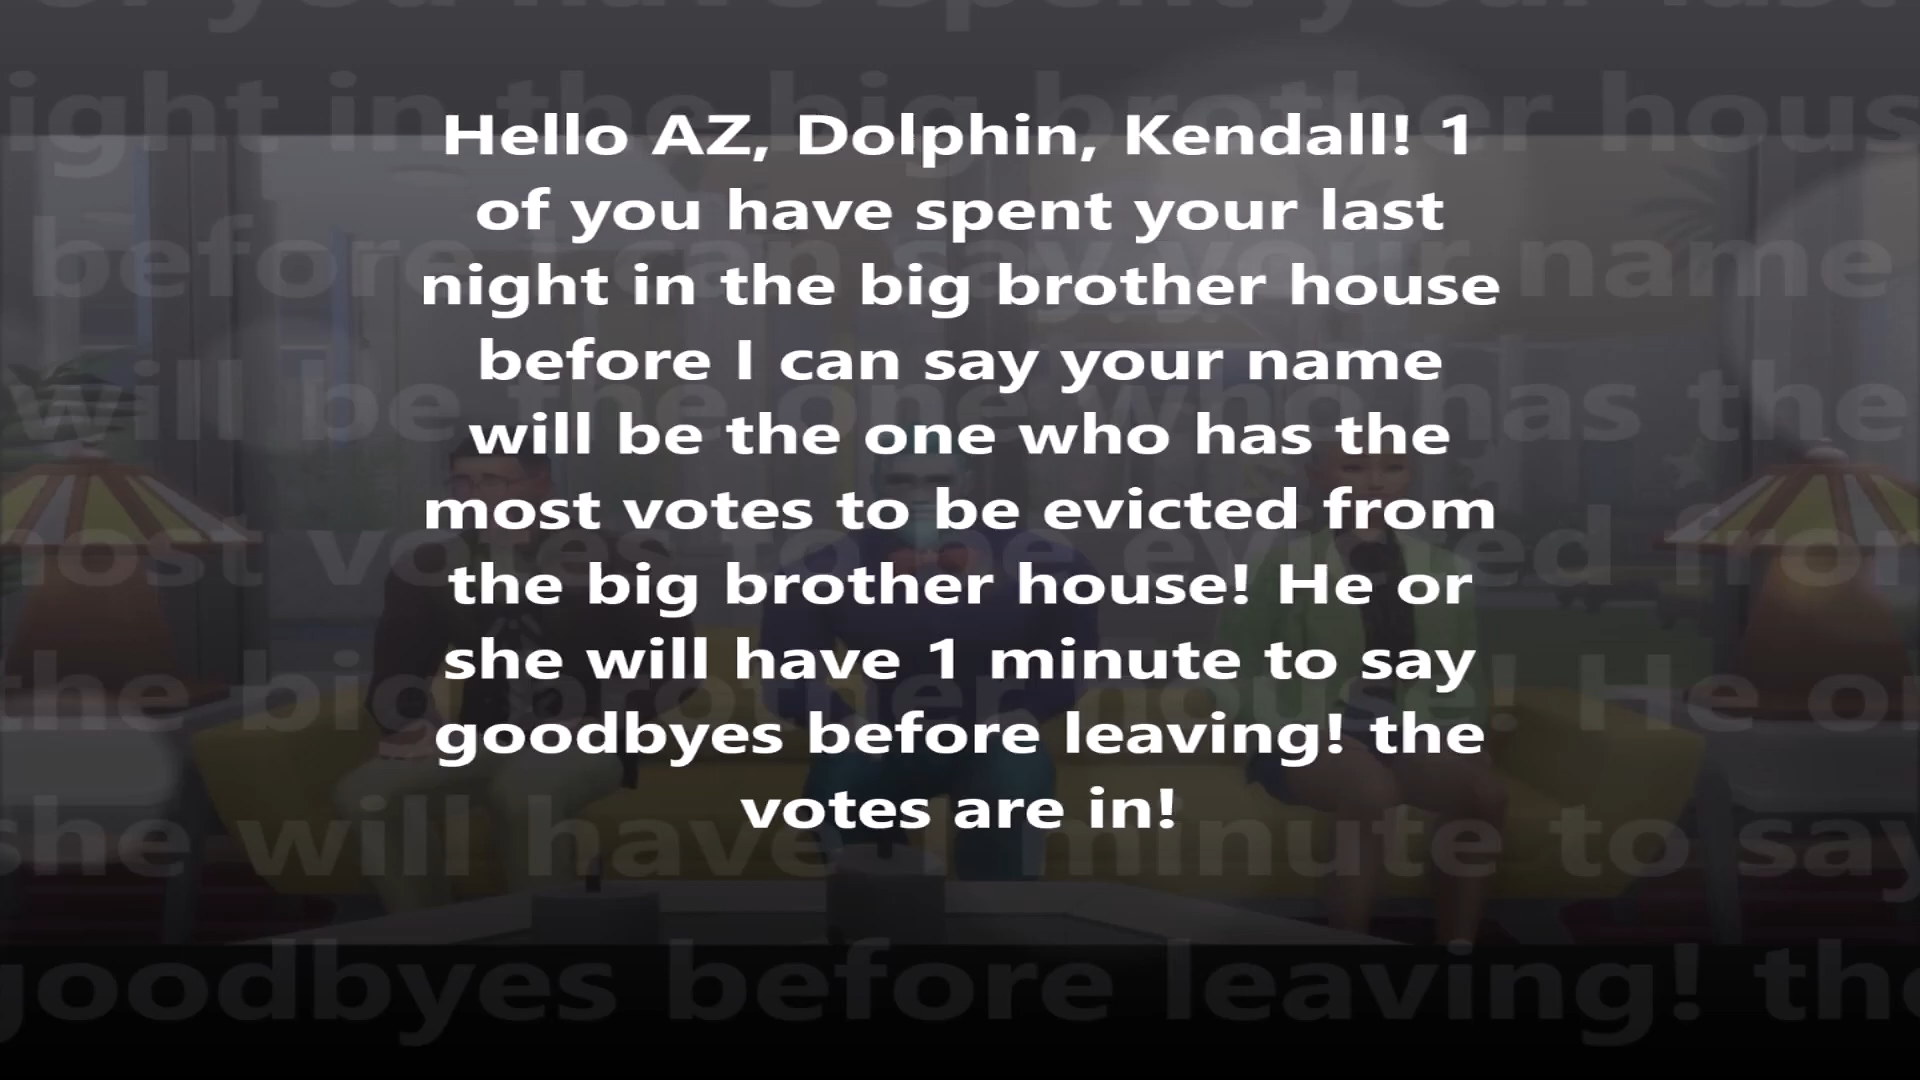 Hello AZ, Dolphin, Kendall! 1
of you have spent your last
night in the big brother house
before I can say your name
will be the one who has the
most votes to be evicted from
the big brother house! He or
she will have 1 minute to say
goodbyes before leaving! the
votes are in!